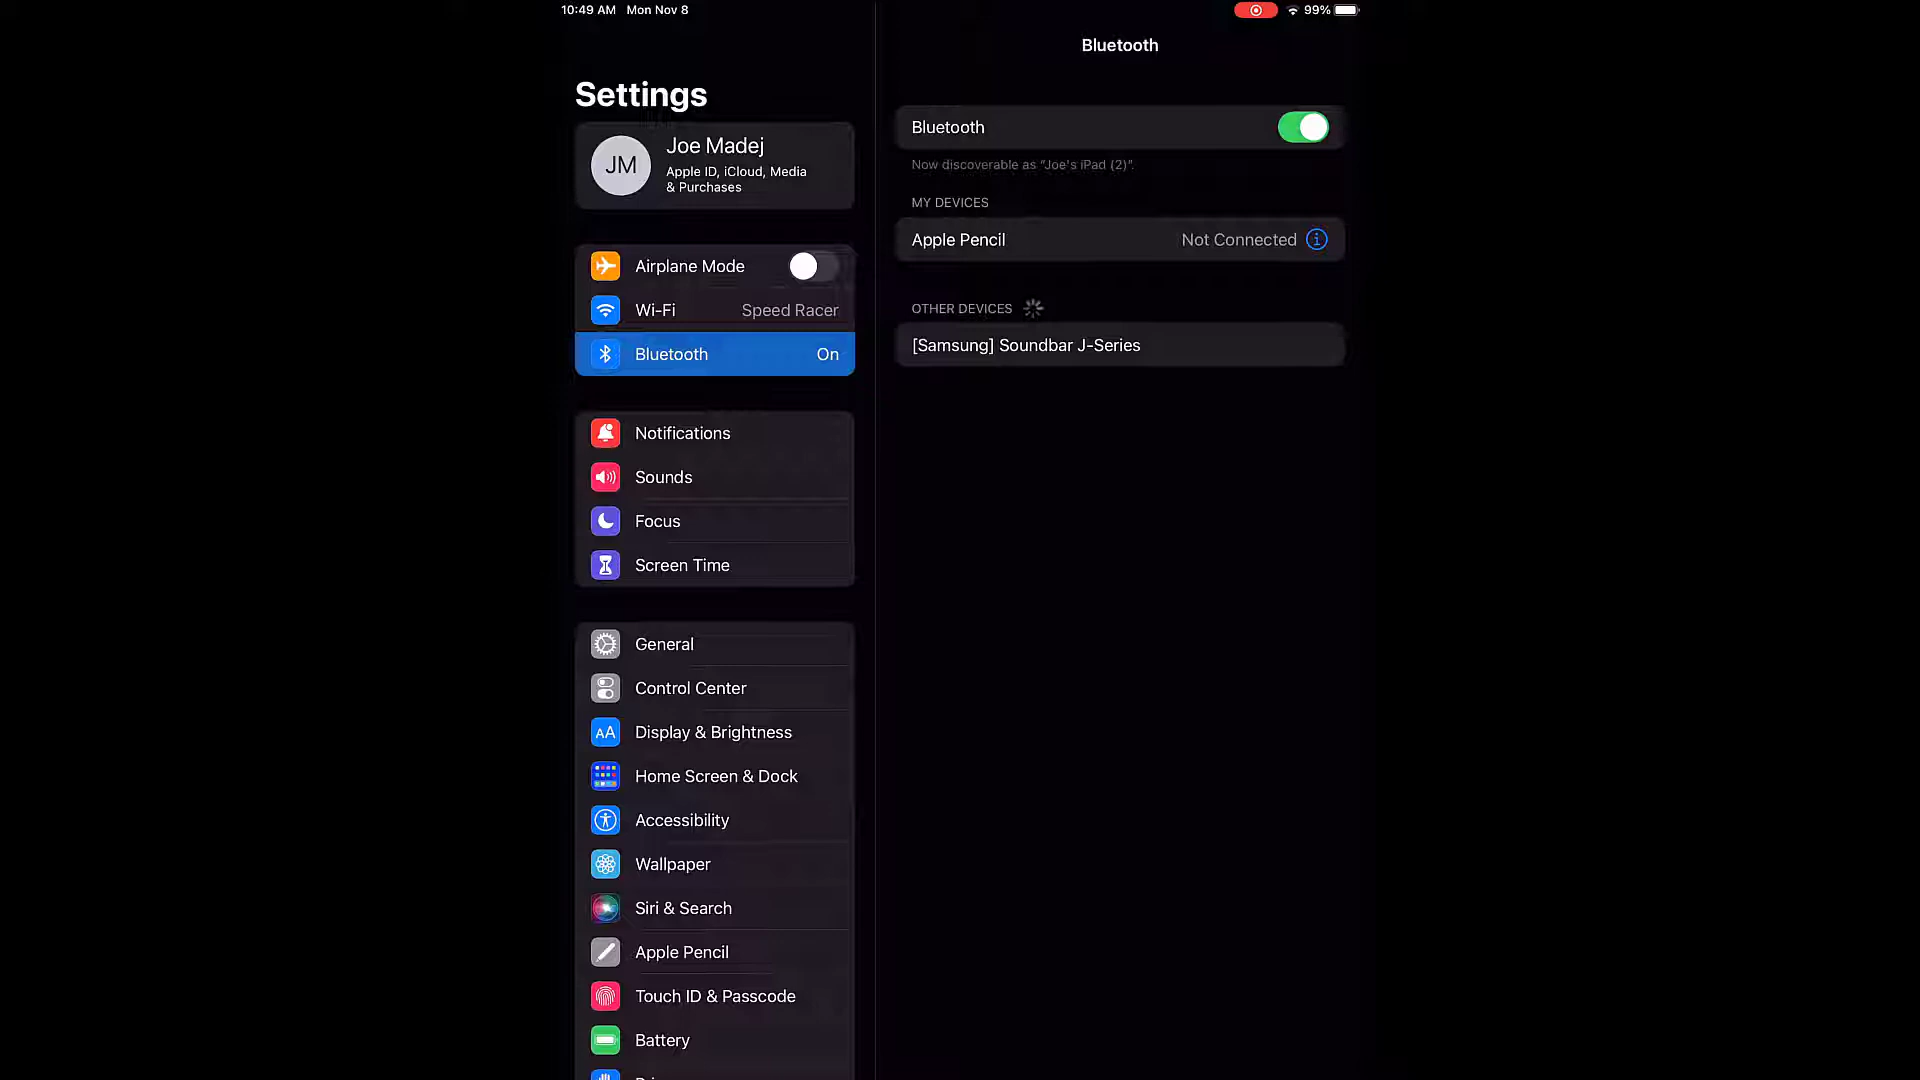 10:49 AM Mon Nov 8
99%
Settings
JM
Joe Madej
Apple ID, iCloud, Media
& Purchases
Airplane Mode
Wi-Fi Speed Racer
Bluetooth On
Notifications
Sounds
Focus
Screen Time
General
Control Center
AA
Display & Brightness
Home Screen & Dock
Accessibility
Wallpaper
Siri & Search
Apple Pencil
Touch ID & Passcode
Battery
Bluetooth
Bluetooth
Now discoverable as “Joe's iPad (2)”.
MY DEVICES
Apple Pencil Not Connected
OTHER DEVICES
[Samsung] Soundbar J-Series